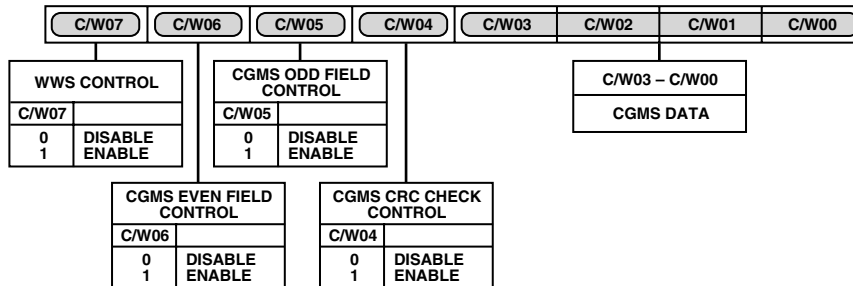 C/W07 C/W06 C/W05 C/W04 C/W03 C/W02 C/W01 C/W00
WWS CONTROL
C/W07
0 DISABLE
1 ENABLE
CGMS ODD FIELD
CONTROL
C/W05
0 DISABLE
1 ENABLE
C/W03 – C/W00
CGMS DATA
CGMS EVEN FIELD
CONTROL
C/W06
0 DISABLE
1 ENABLE
CGMS CRC CHECK
CONTROL
C/W04
0 DISABLE
1 ENABLE